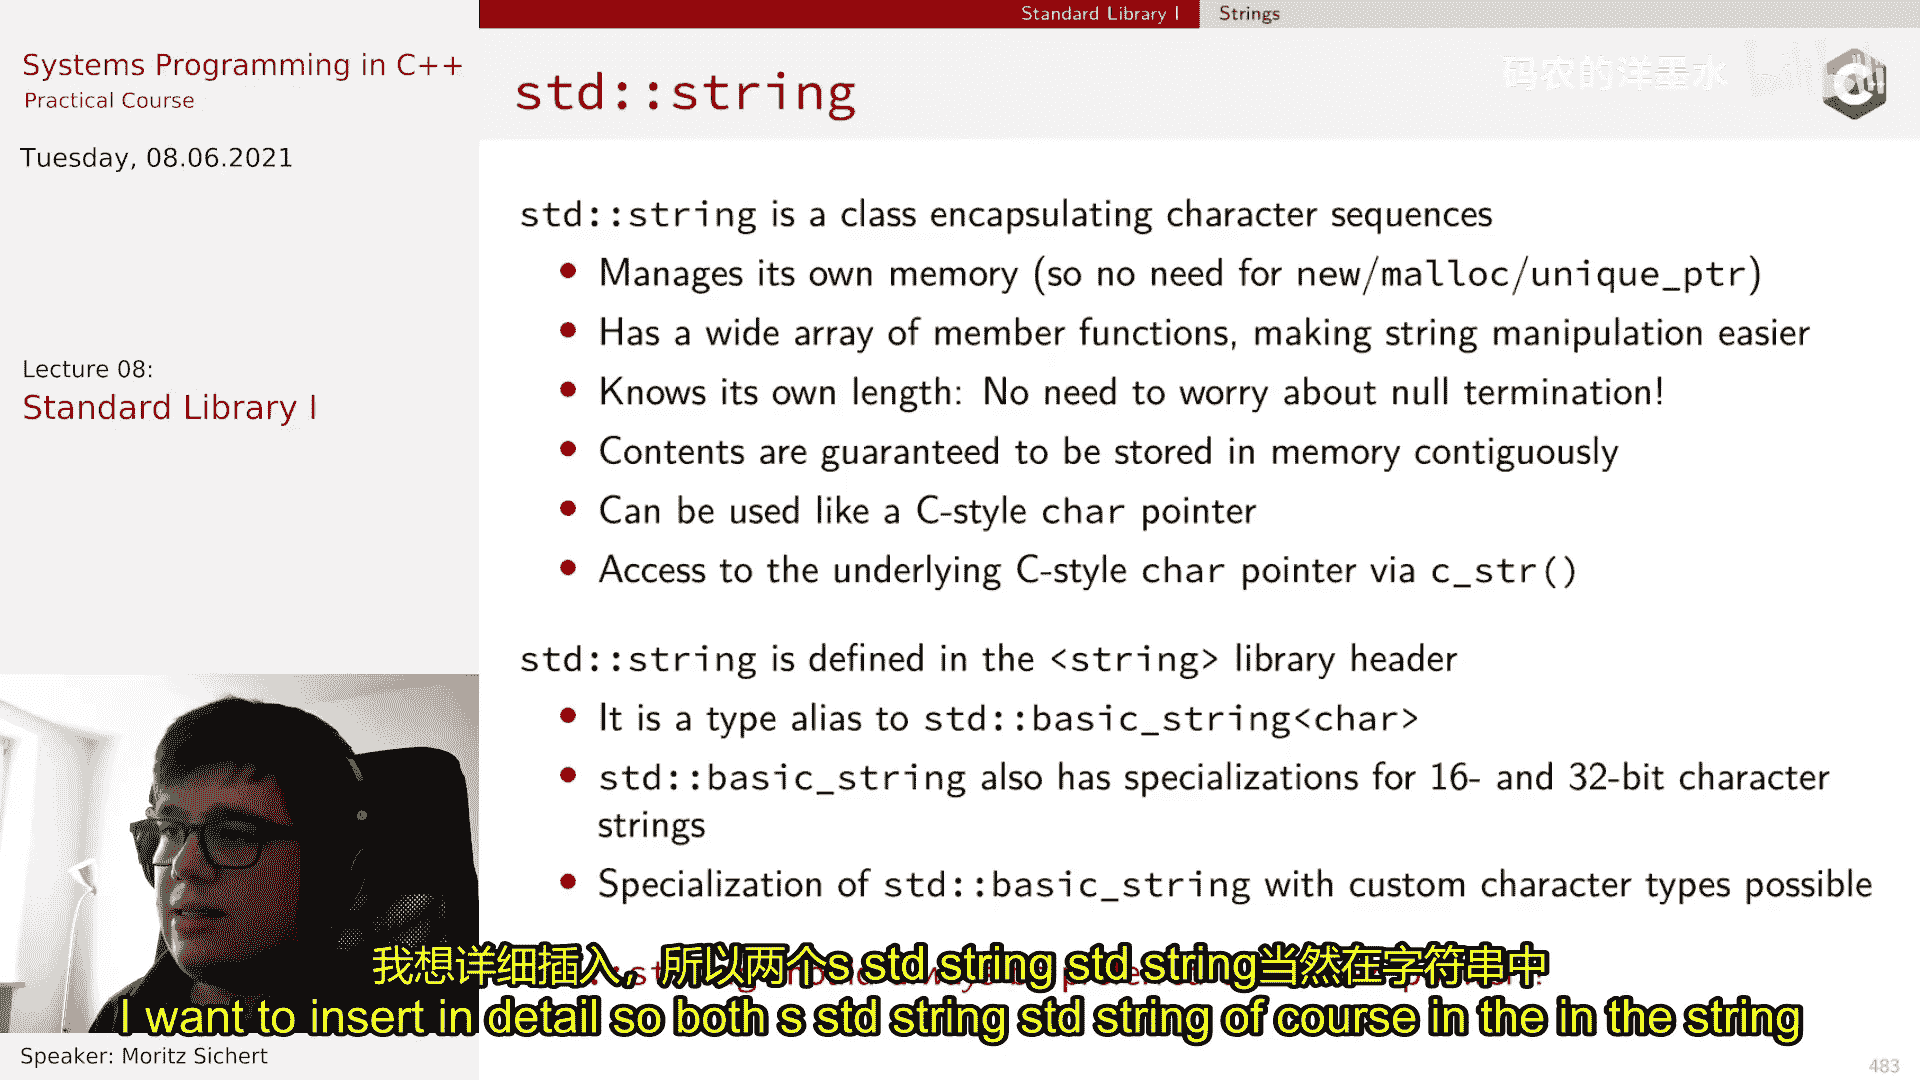 Standard Library I
Strings
Systems Programming in C++
Practical Course
Tuesday, 08.06.2021
Lecture 08:
Standard Library I
std::string
码农的洋墨水
std::string is a class encapsulating character sequences
Manages its own memory (so no need for new/malloc/unique_ptr)
Has a wide array of member functions, making string manipulation easier
Knows its own length: No need to worry about null termination!
Contents are guaranteed to be stored in memory contiguously
Can be used like a C-style char pointer
Access to the underlying C-style char pointer via c_str()
std::string is defined in the <string> library header
It is a type alias to std::basic_string<char>
std::basic_string also has specializations for 16- and 32-bit character
strings
Specialization of std::basic_string with custom character types possible
我想详细插入，所以两个s std string std string当然在字符串中
I want to insert in detail so both s std string std string of course in the in the string
Speaker: Moritz Sichert
483